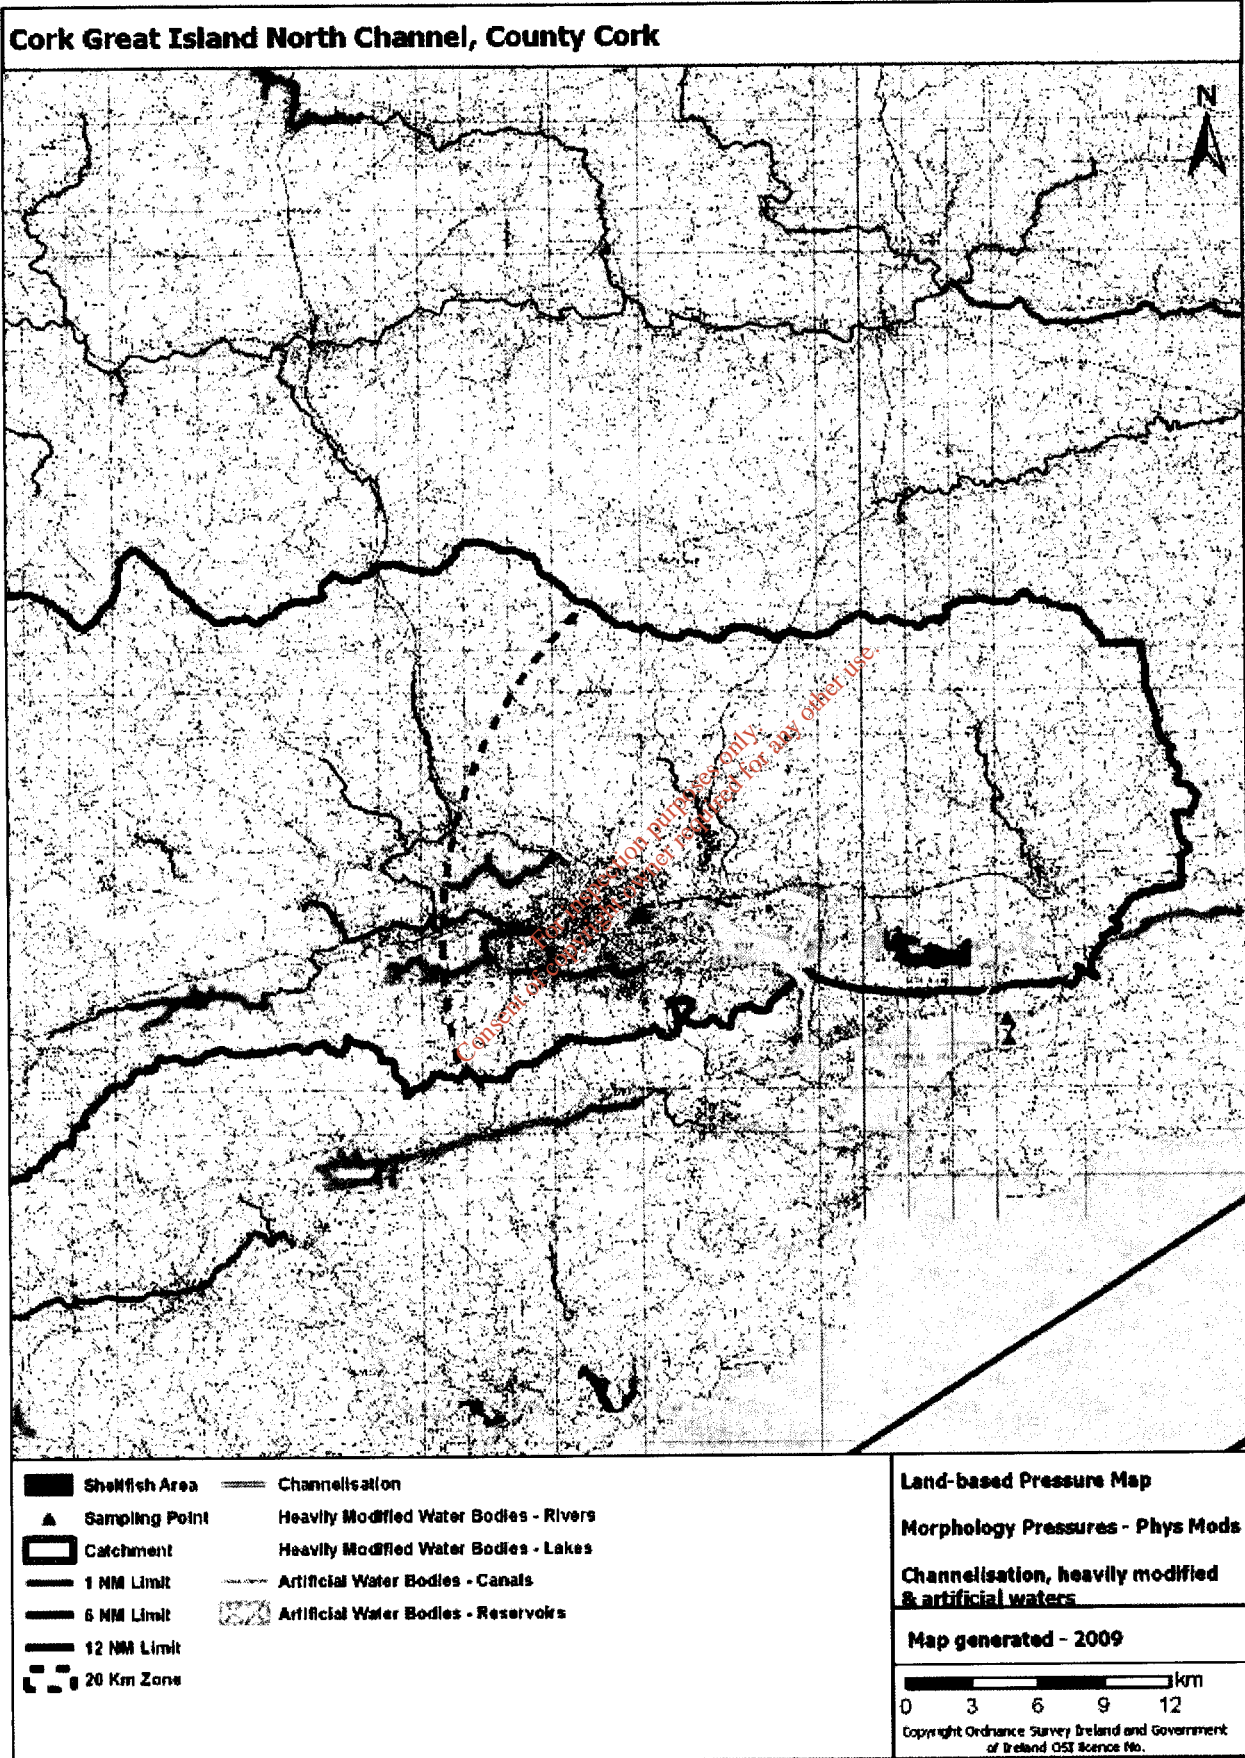 Cork Great Island North Channel, County Cork
N
For inspection purposes only.
Consent of copyright owner required for any other use.
Shellfish Area
Sampling Point
Catchment
1 NM Limit
6 NM Limit
12 NM Limit
20 Km Zone
Channelisation
Heavily Modified Water Bodies - Rivers
Heavily Modified Water Bodies - Lakes
Artificial Water Bodies - Canals
Artificial Water Bodies - Reservoirs
Land-based Pressure Map
Morphology Pressures - Phys Mods
Channelisation, heavily modified
& artificial waters
Map generated - 2009
km
0 3 6 9 12
Copyright Ordnance Survey Ireland and Government
of Ireland OSI licence No.